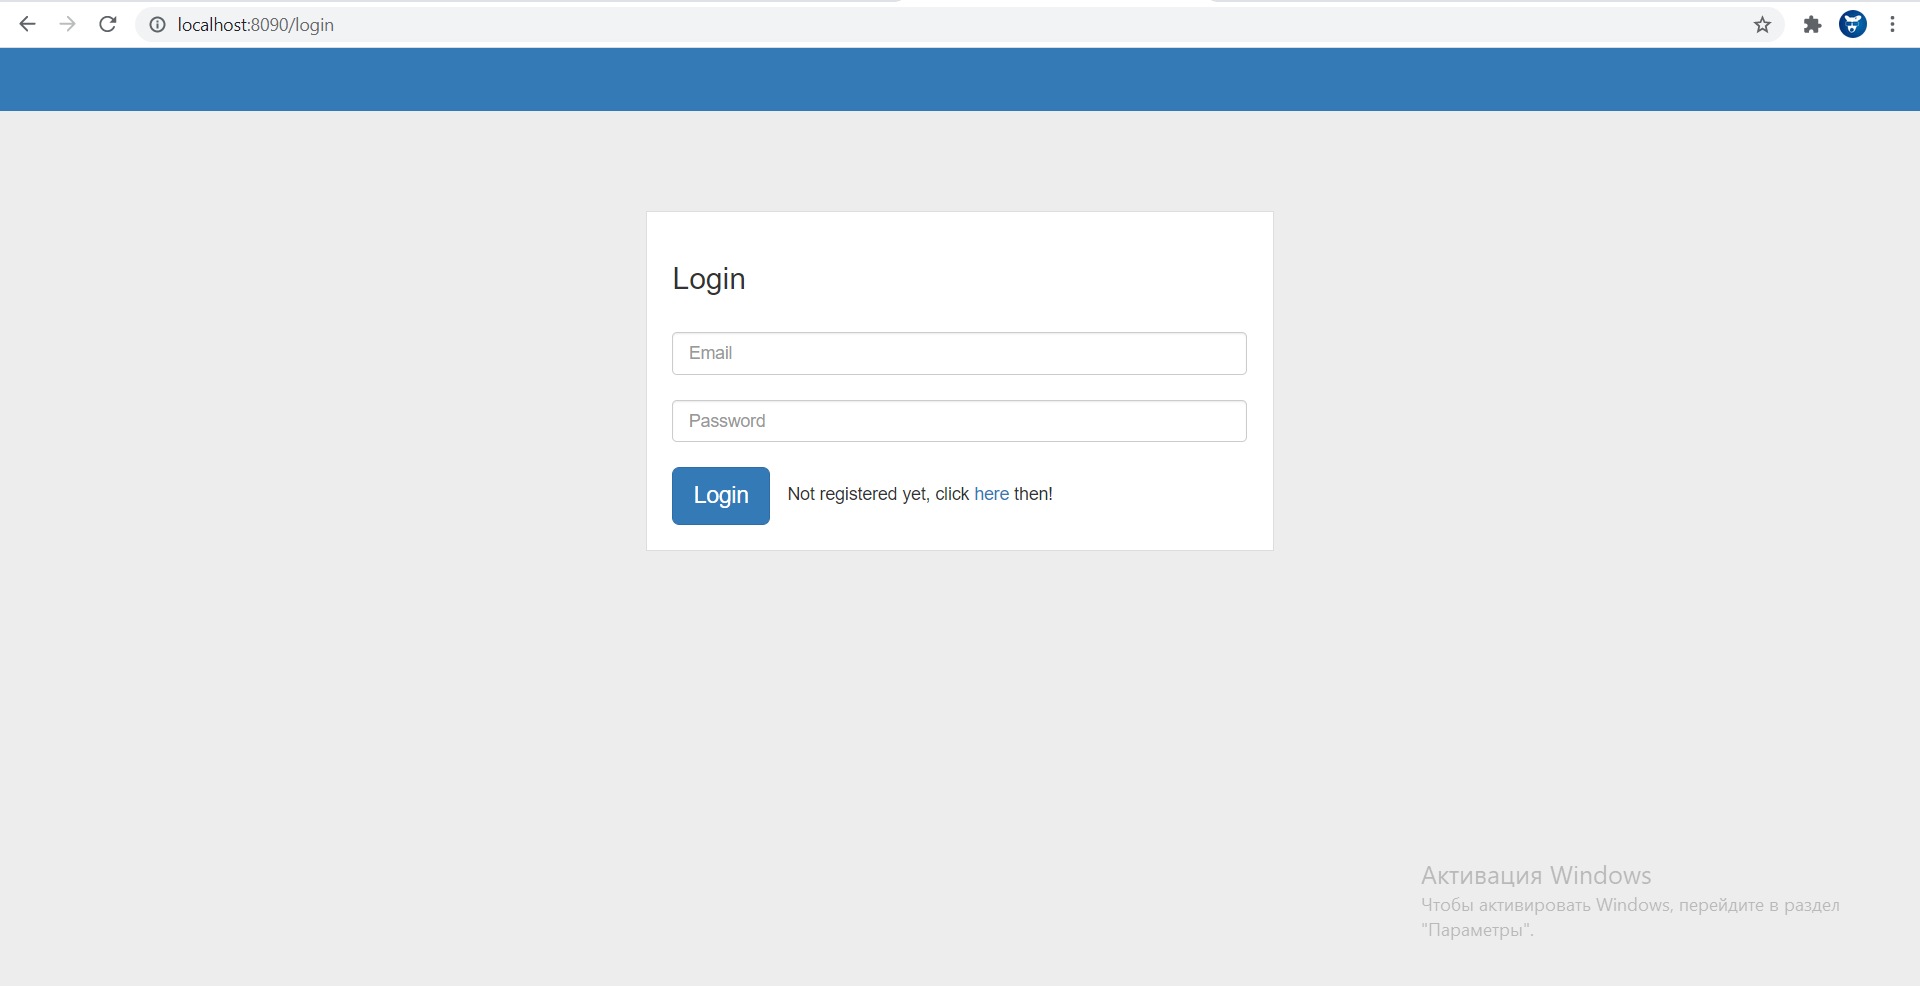 localhost:8090/login
Login
Email
Password
Login Not registered yet, click here then!
Активация Windows
Чтобы активировать Windows, перейдите в раздел
"Параметры".